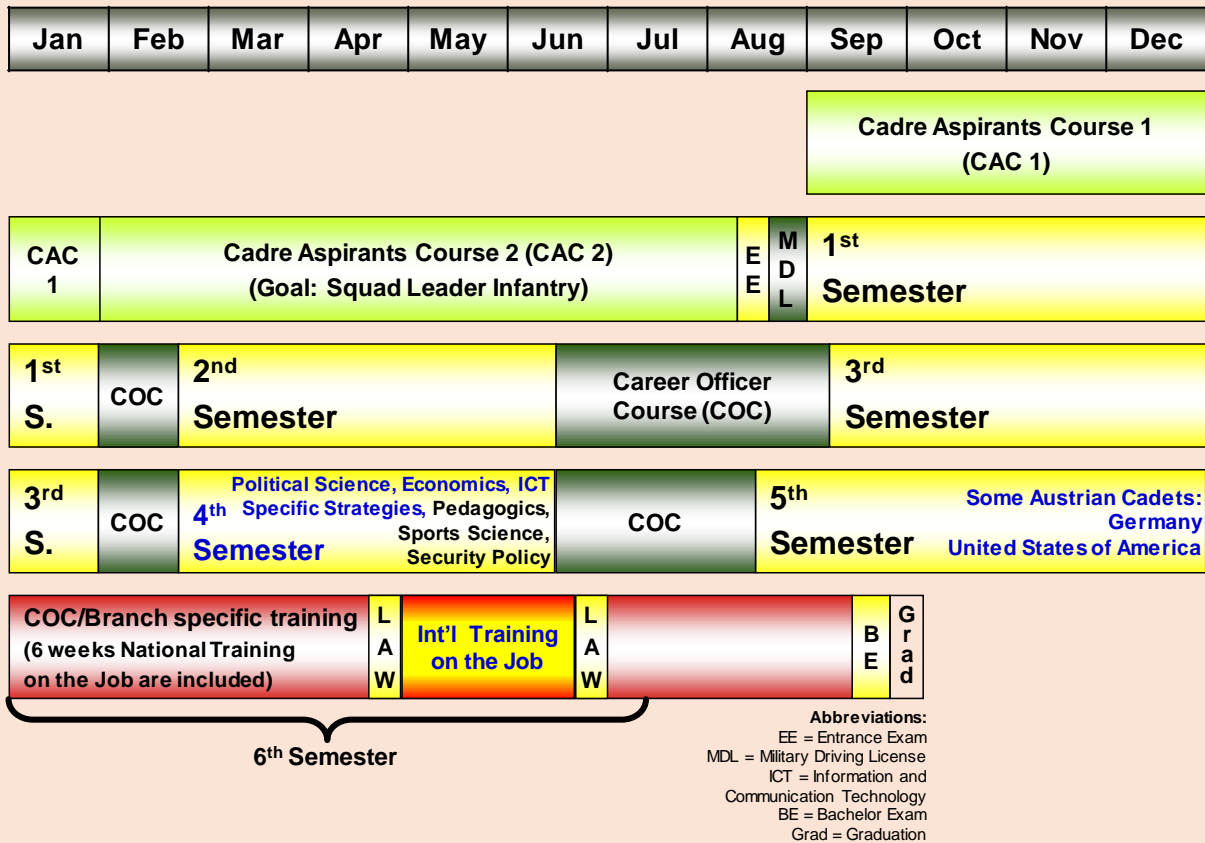 Jan Feb Mar Apr May Jun Jul Aug Sep Oct Nov Dec
Cadre Aspirants Course 1
(CAC 1)
CAC
1
Cadre Aspirants Course 2 (CAC 2)
(Goal: Squad Leader Infantry)
E
E
M
D
L
1st
Semester
1st
S.
COC
2nd
Semester
Career Officer
Course (COC)
3rd
Semester
3rd
S.
COC
4th
Semester
Political Science, Economics, ICT
Specific Strategies, Pedagogics,
Sports Science,
Security Policy
COC
5th
Semester
Some Austrian Cadets:
Germany
United States of America
COC/Branch specific training
(6 weeks National Training
on the Job are included)
L
A
W
Int'l Training
on the Job
L
A
W
B
E
G
r
a
d
6th Semester
Abbreviations:
EE = Entrance Exam
MDL = Military Driving License
ICT = Information and
Communication Technology
BE = Bachelor Exam
Grad = Graduation